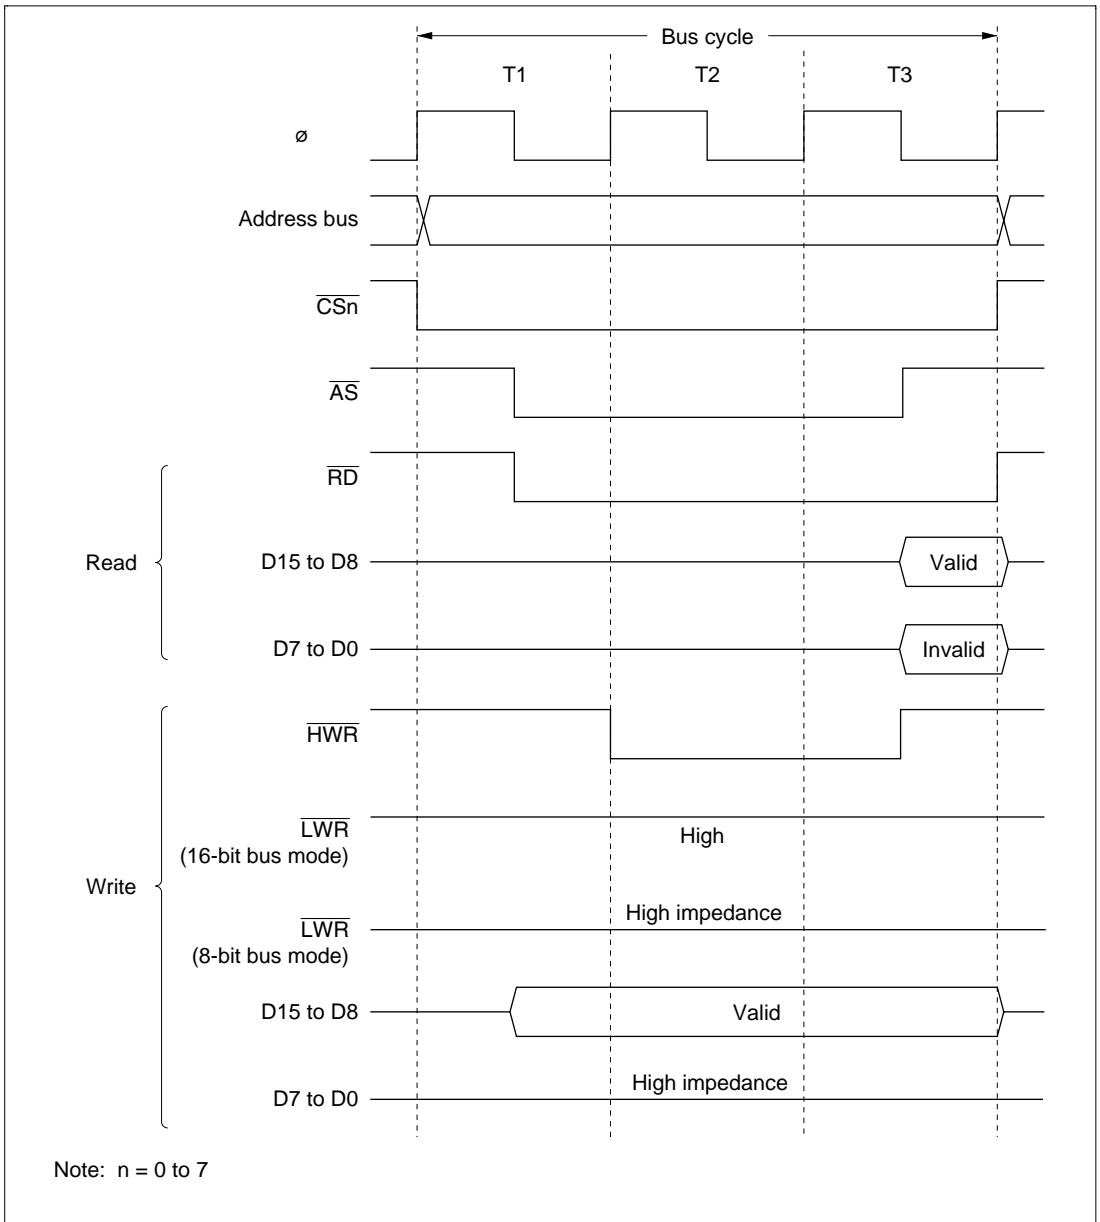 Bus cycle
T1 T2 T3
ø
Address bus
CSn
AS
RD
Read
D15 to D8
Valid
D7 to D0
Invalid
HWR
LWR
(16-bit bus mode)
High
Write
LWR
(8-bit bus mode)
High impedance
D15 to D8
Valid
D7 to D0
High impedance
Note: n = 0 to 7